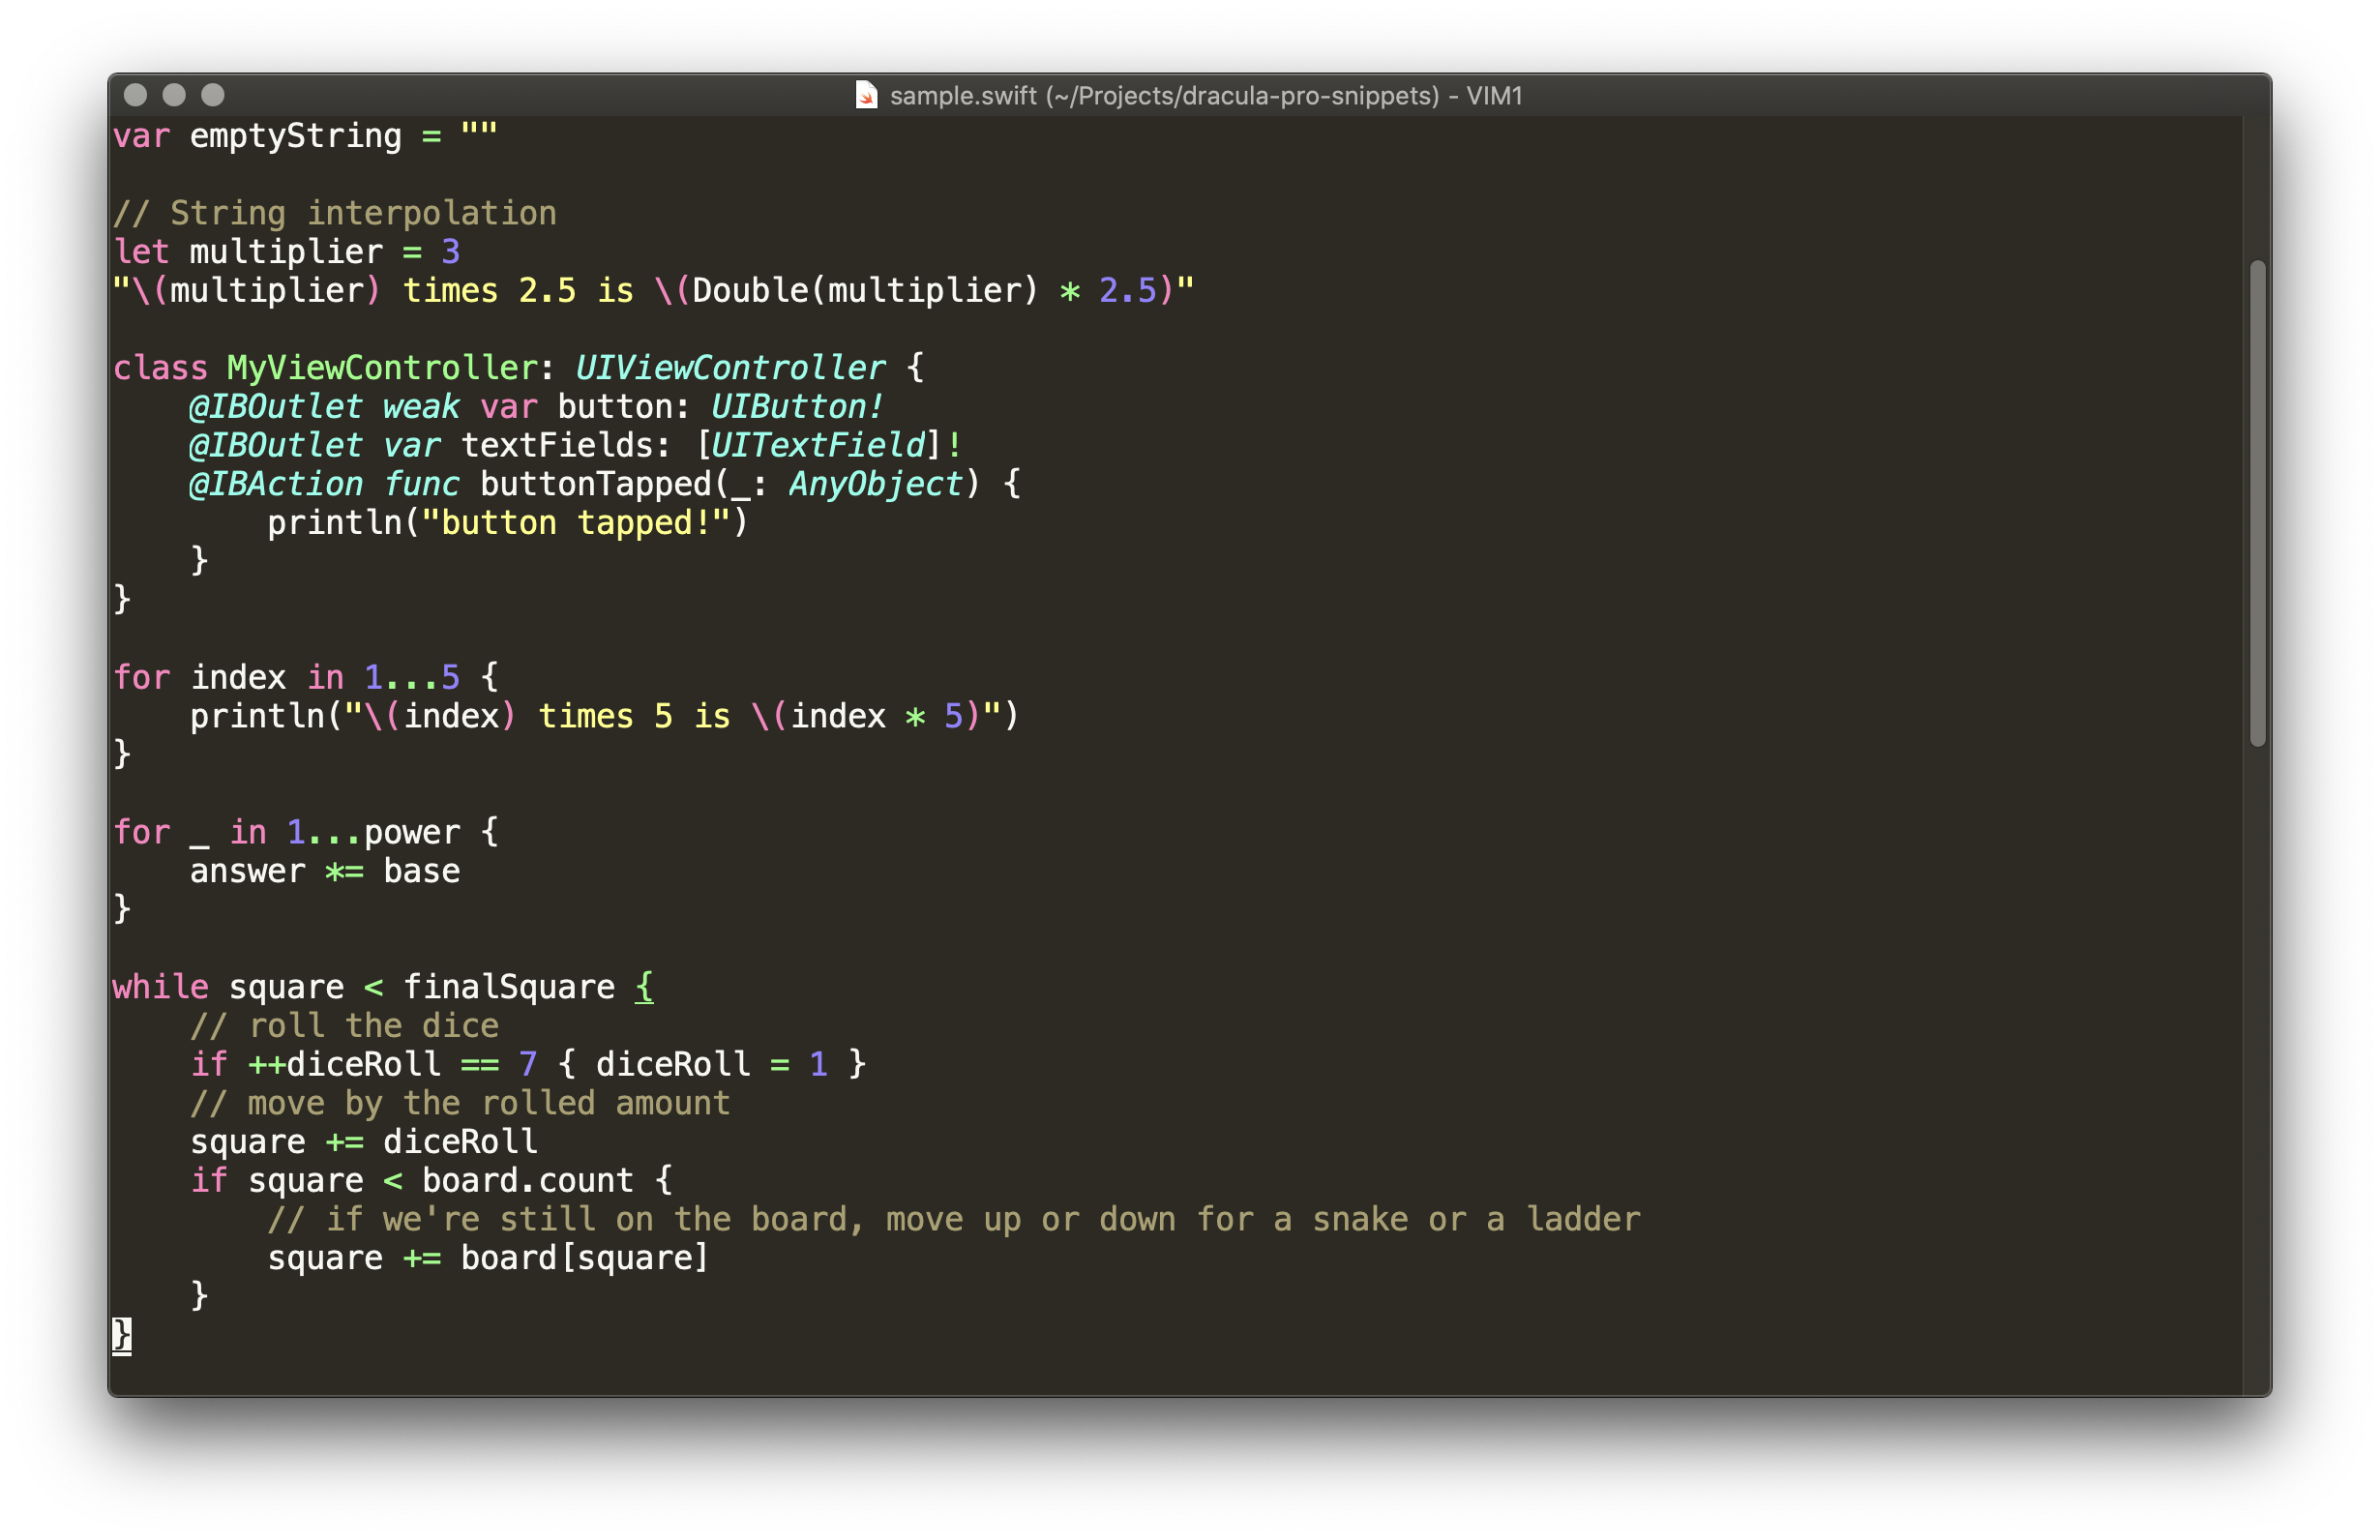 sample.swift (~/Projects/dracula-pro-snippets) - VIM1
var emptyString = ""
// String interpolation
let multiplier = 3
"\(multiplier) times 2.5 is \(Double(multiplier) * 2.5)"
class MyViewController: UIViewController {
    @IBOutlet weak var button: UIButton!
    @IBOutlet var textFields: [UITextField]!
    @IBAction func buttonTapped(_: AnyObject) {
        println("button tapped!")
    }
}
for index in 1...5 {
    println("\(index) times 5 is \(index * 5)")
}
for _ in 1...power {
    answer *= base
}
while square < finalSquare {
    // roll the dice
    if ++diceRoll == 7 { diceRoll = 1 }
    // move by the rolled amount
    square += diceRoll
    if square < board.count {
        // if we're still on the board, move up or down for a snake or a ladder
        square += board[square]
    }
}